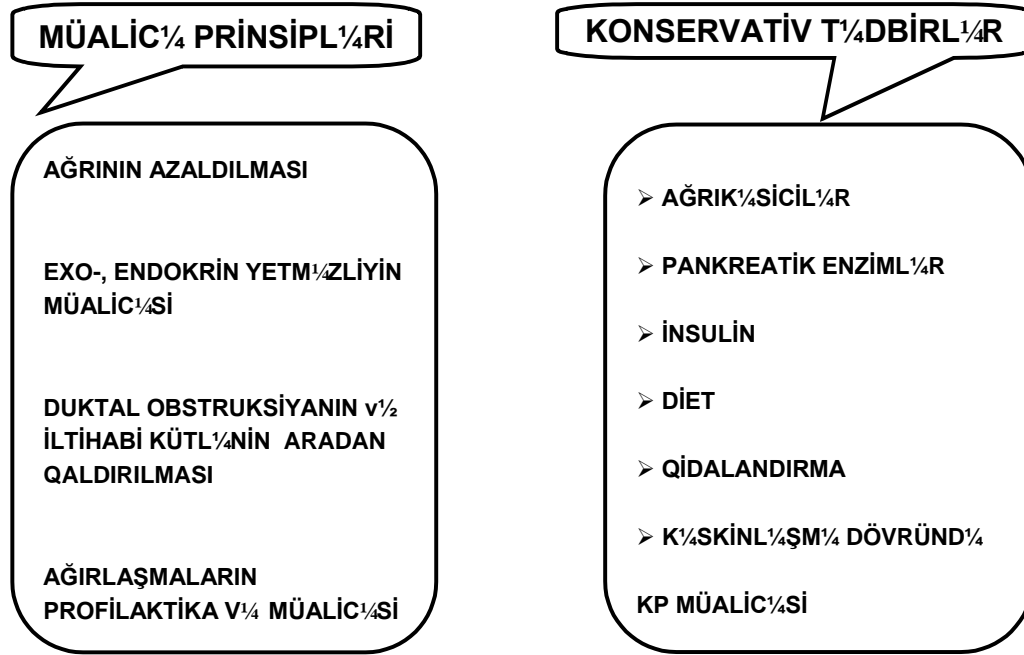 MÜALİC¼ PRİNSİPL¼Rİ
AĞRININ AZALDILMASI
EXO-, ENDOKRİN YETM¼ZLİYİN
MÜALİC¼Sİ
DUKTAL OBSTRUKSİYANIN v½
İLTİHABİ KÜTL¼NİN ARADAN
QALDIRILMASI
AĞIRLAŞMALARIN
PROFİLAKTİKA V¼ MÜALİC¼Sİ
KONSERVATİV T¼DBİRL¼R
➢ AĞRIK¼SİCİL¼R
➢ PANKREATİK ENZİML¼R
➢ İNSULİN
➢ DİET
➢ QİDALANDIRMA
➢ K¼SKİNL¼ŞM¼ DÖVRÜND¼
KP MÜALİC¼Sİ